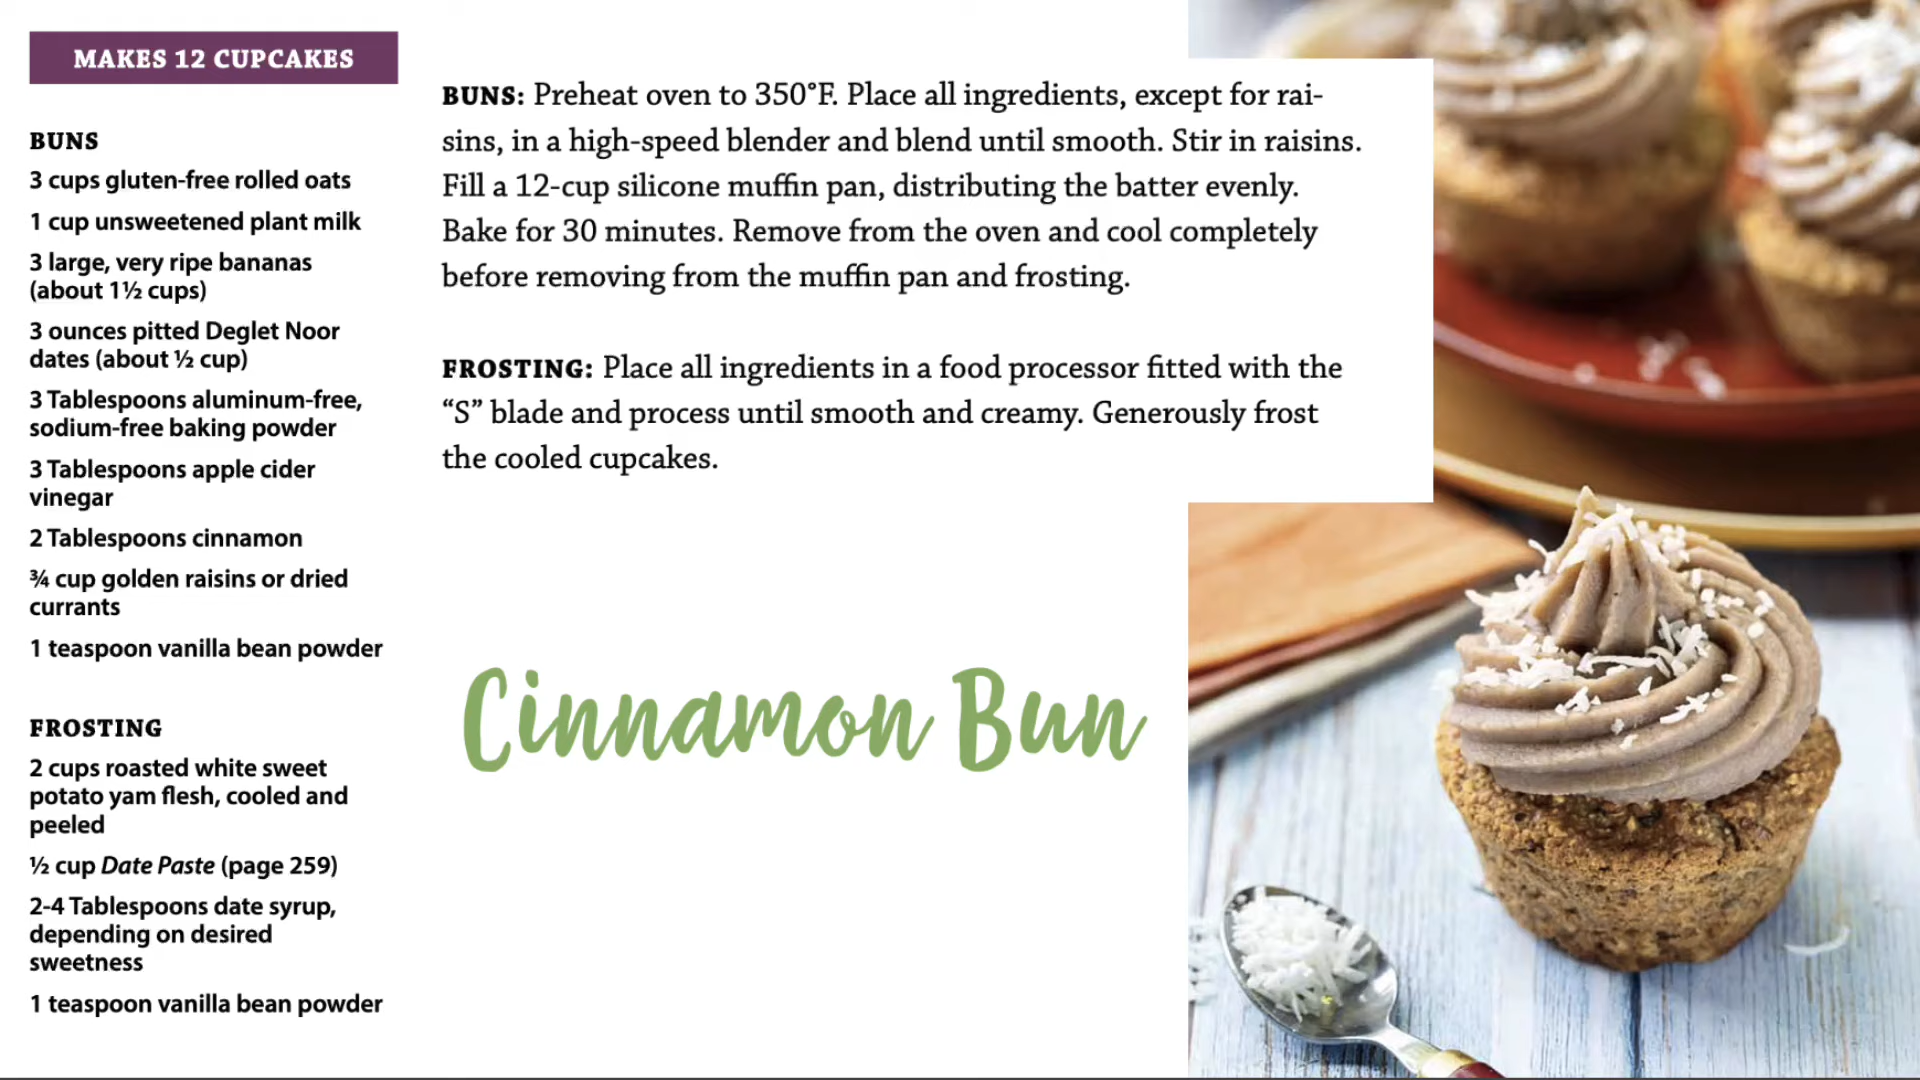 MAKES 12 CUPCAKES
BUNS
3 cups gluten-free rolled oats
1 cup unsweetened plant milk
3 large, very ripe bananas
(about 1½ cups)
3 ounces pitted Deglet Noor
dates (about ½ cup)
3 Tablespoons aluminum-free,
sodium-free baking powder
3 Tablespoons apple cider
vinegar
2 Tablespoons cinnamon
¾ cup golden raisins or dried
currants
1 teaspoon vanilla bean powder
FROSTING
2 cups roasted white sweet
potato yam flesh, cooled and
peeled
½ cup Date Paste (page 259)
2-4 Tablespoons date syrup,
depending on desired
sweetness
1 teaspoon vanilla bean powder
BUNS: Preheat oven to 350°F. Place all ingredients, except for rai-
sins, in a high-speed blender and blend until smooth. Stir in raisins.
Fill a 12-cup silicone muffin pan, distributing the batter evenly.
Bake for 30 minutes. Remove from the oven and cool completely
before removing from the muffin pan and frosting.
FROSTING: Place all ingredients in a food processor fitted with the
“S” blade and process until smooth and creamy. Generously frost
the cooled cupcakes.
Cinnamon Bun